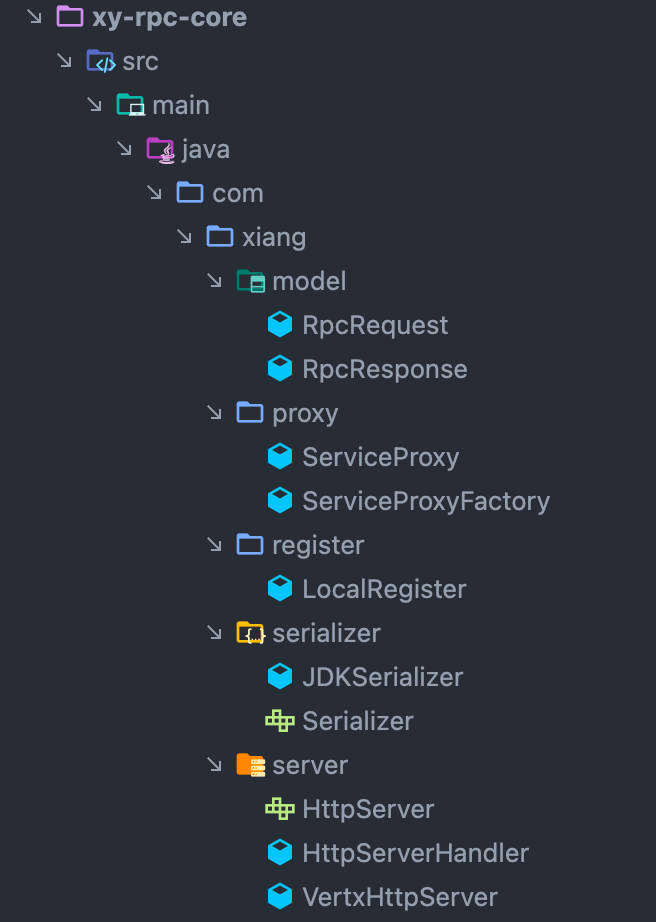 xy-rpc-core
src
main
java
com
xiang
model
RpcRequest
RpcResponse
proxy
ServiceProxy
ServiceProxyFactory
register
LocalRegister
serializer
JDKSerializer
Serializer
server
HttpServer
HttpServerHandler
VertxHttpServer